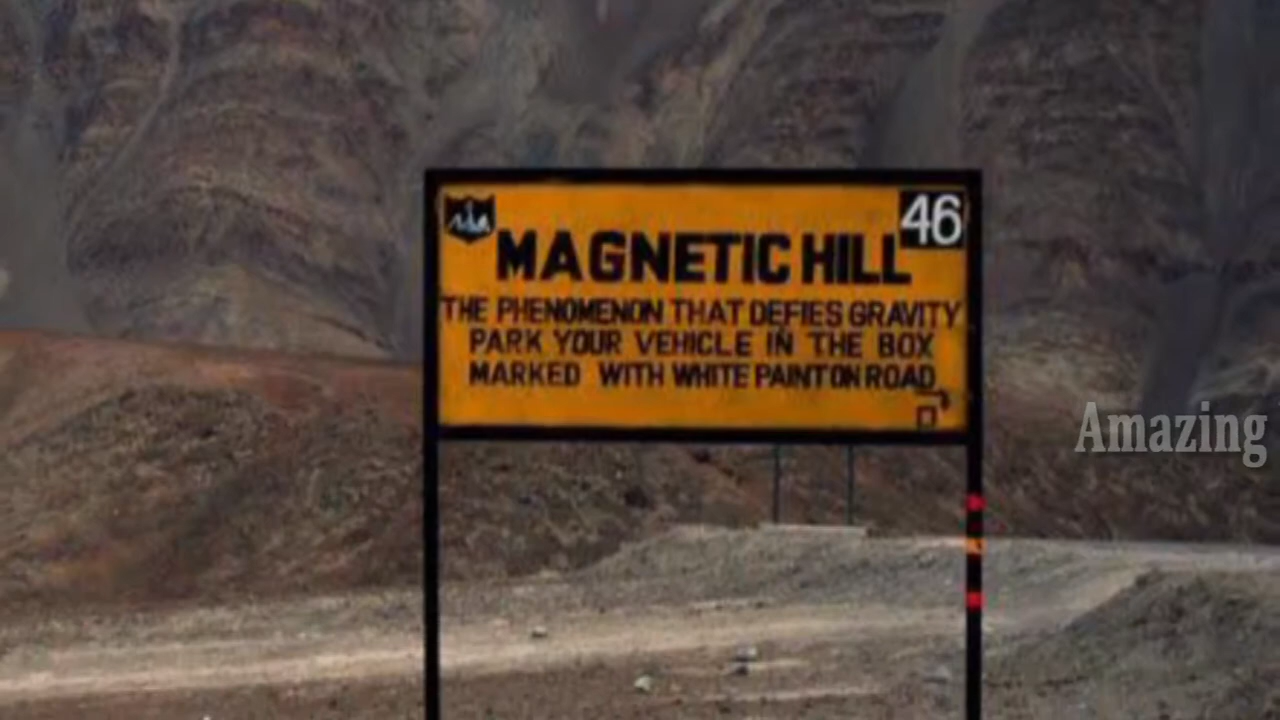 46
MAGNETIC HILL
THE PHENOMENON THAT DEFIES GRAVITY
PARK YOUR VEHICLE IN THE BOX
MARKED WITH WHITE PAINT ON ROAD
Amazing